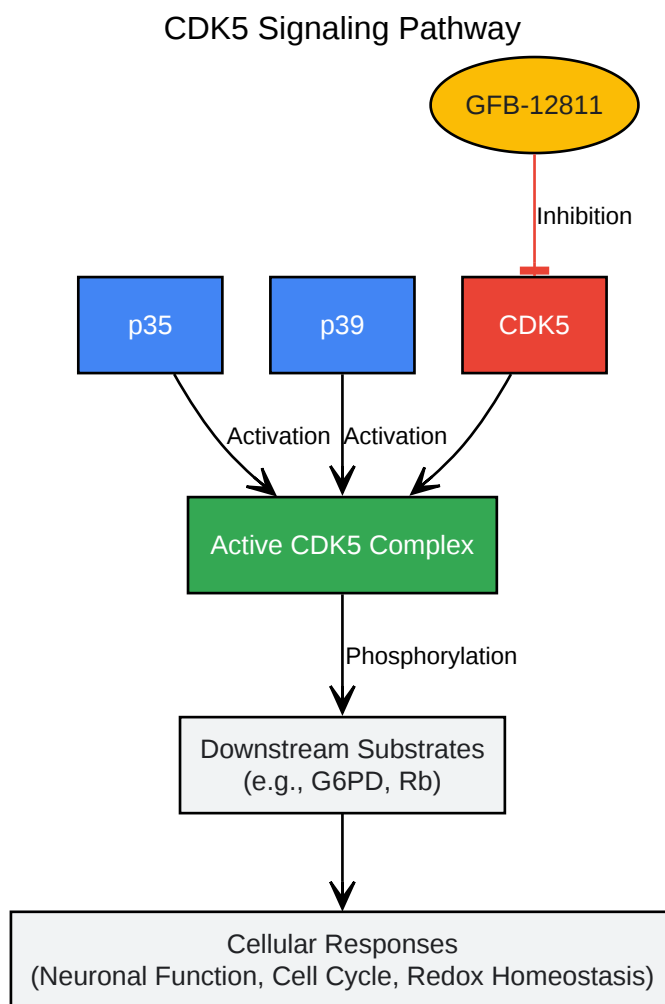 CDK5 Signaling Pathway
GFB-12811
Inhibition
p35
p39
CDK5
Activation
Activation
Active CDK5 Complex
Phosphorylation
Downstream Substrates
(e.g., G6PD, Rb)
Cellular Responses
(Neuronal Function, Cell Cycle, Redox Homeostasis)